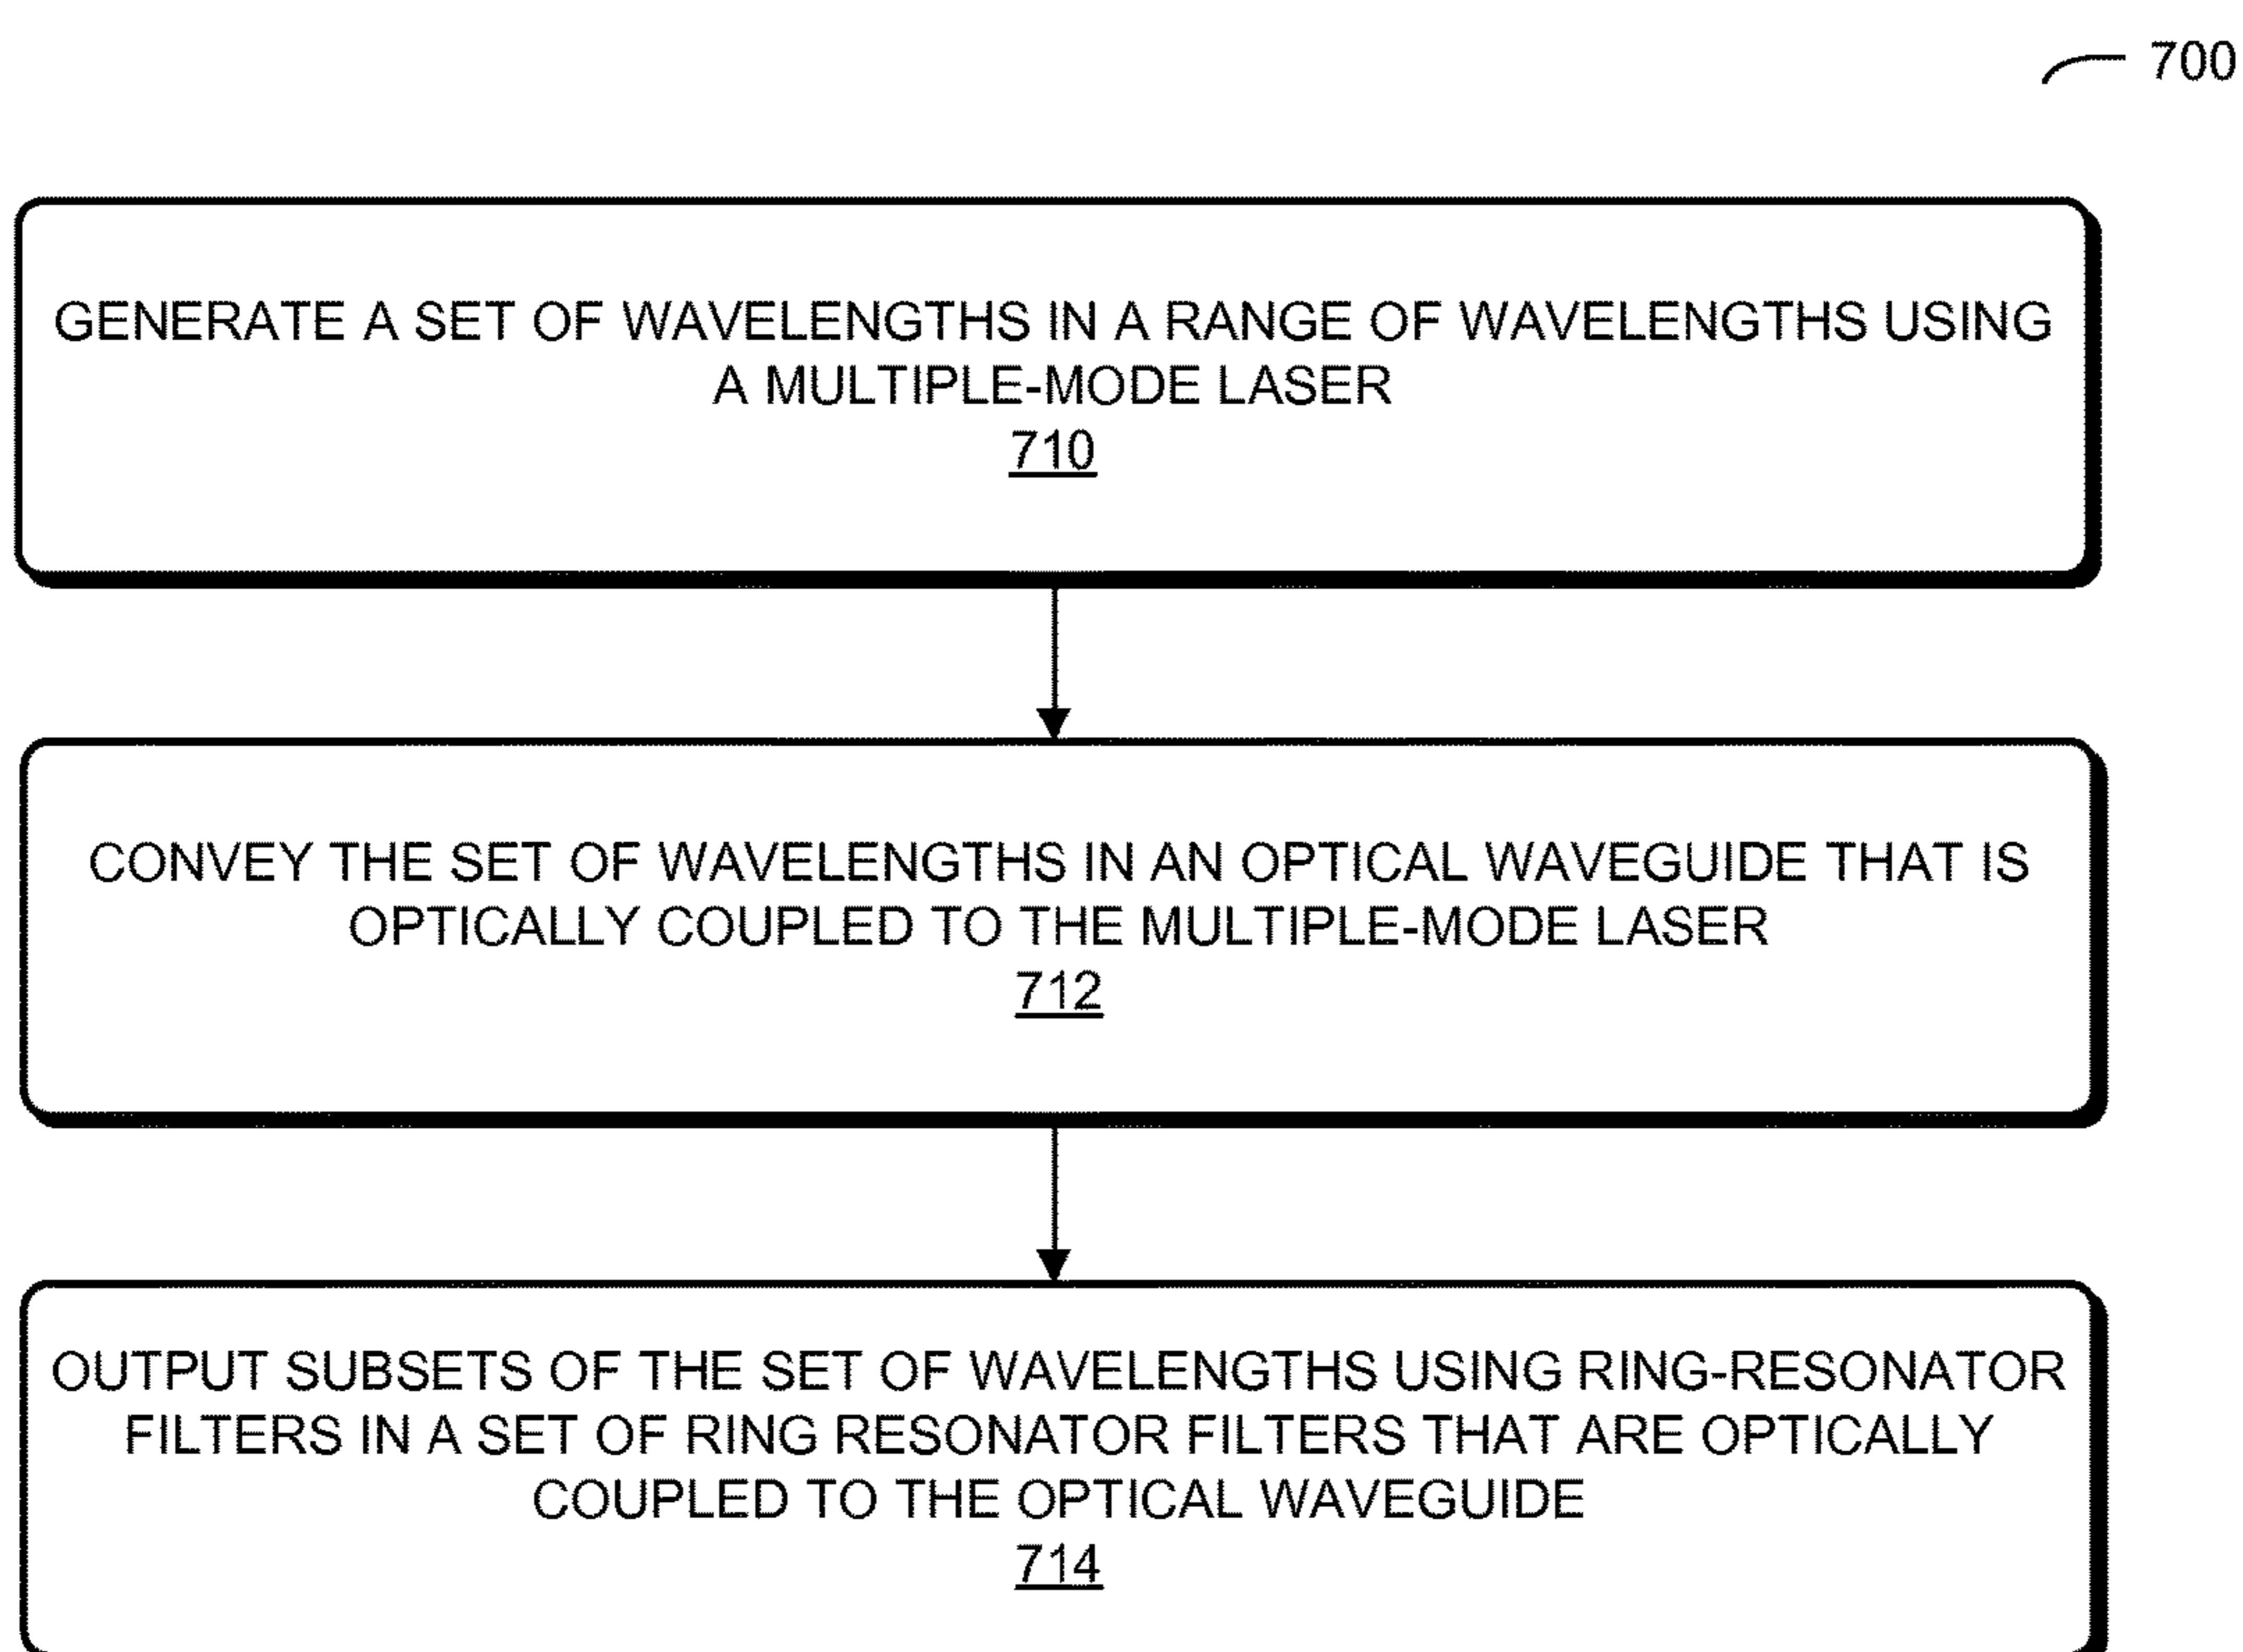 700
GENERATE A SET OF WAVELENGTHS IN A RANGE OF WAVELENGTHS USING
A MULTIPLE-MODE LASER
710
CONVEY THE SET OF WAVELENGTHS IN AN OPTICAL WAVEGUIDE THAT IS
OPTICALLY COUPLED TO THE MULTIPLE-MODE LASER
712
OUTPUT SUBSETS OF THE SET OF WAVELENGTHS USING RING-RESONATOR
FILTERS IN A SET OF RING RESONATOR FILTERS THAT ARE OPTICALLY
COUPLED TO THE OPTICAL WAVEGUIDE
714